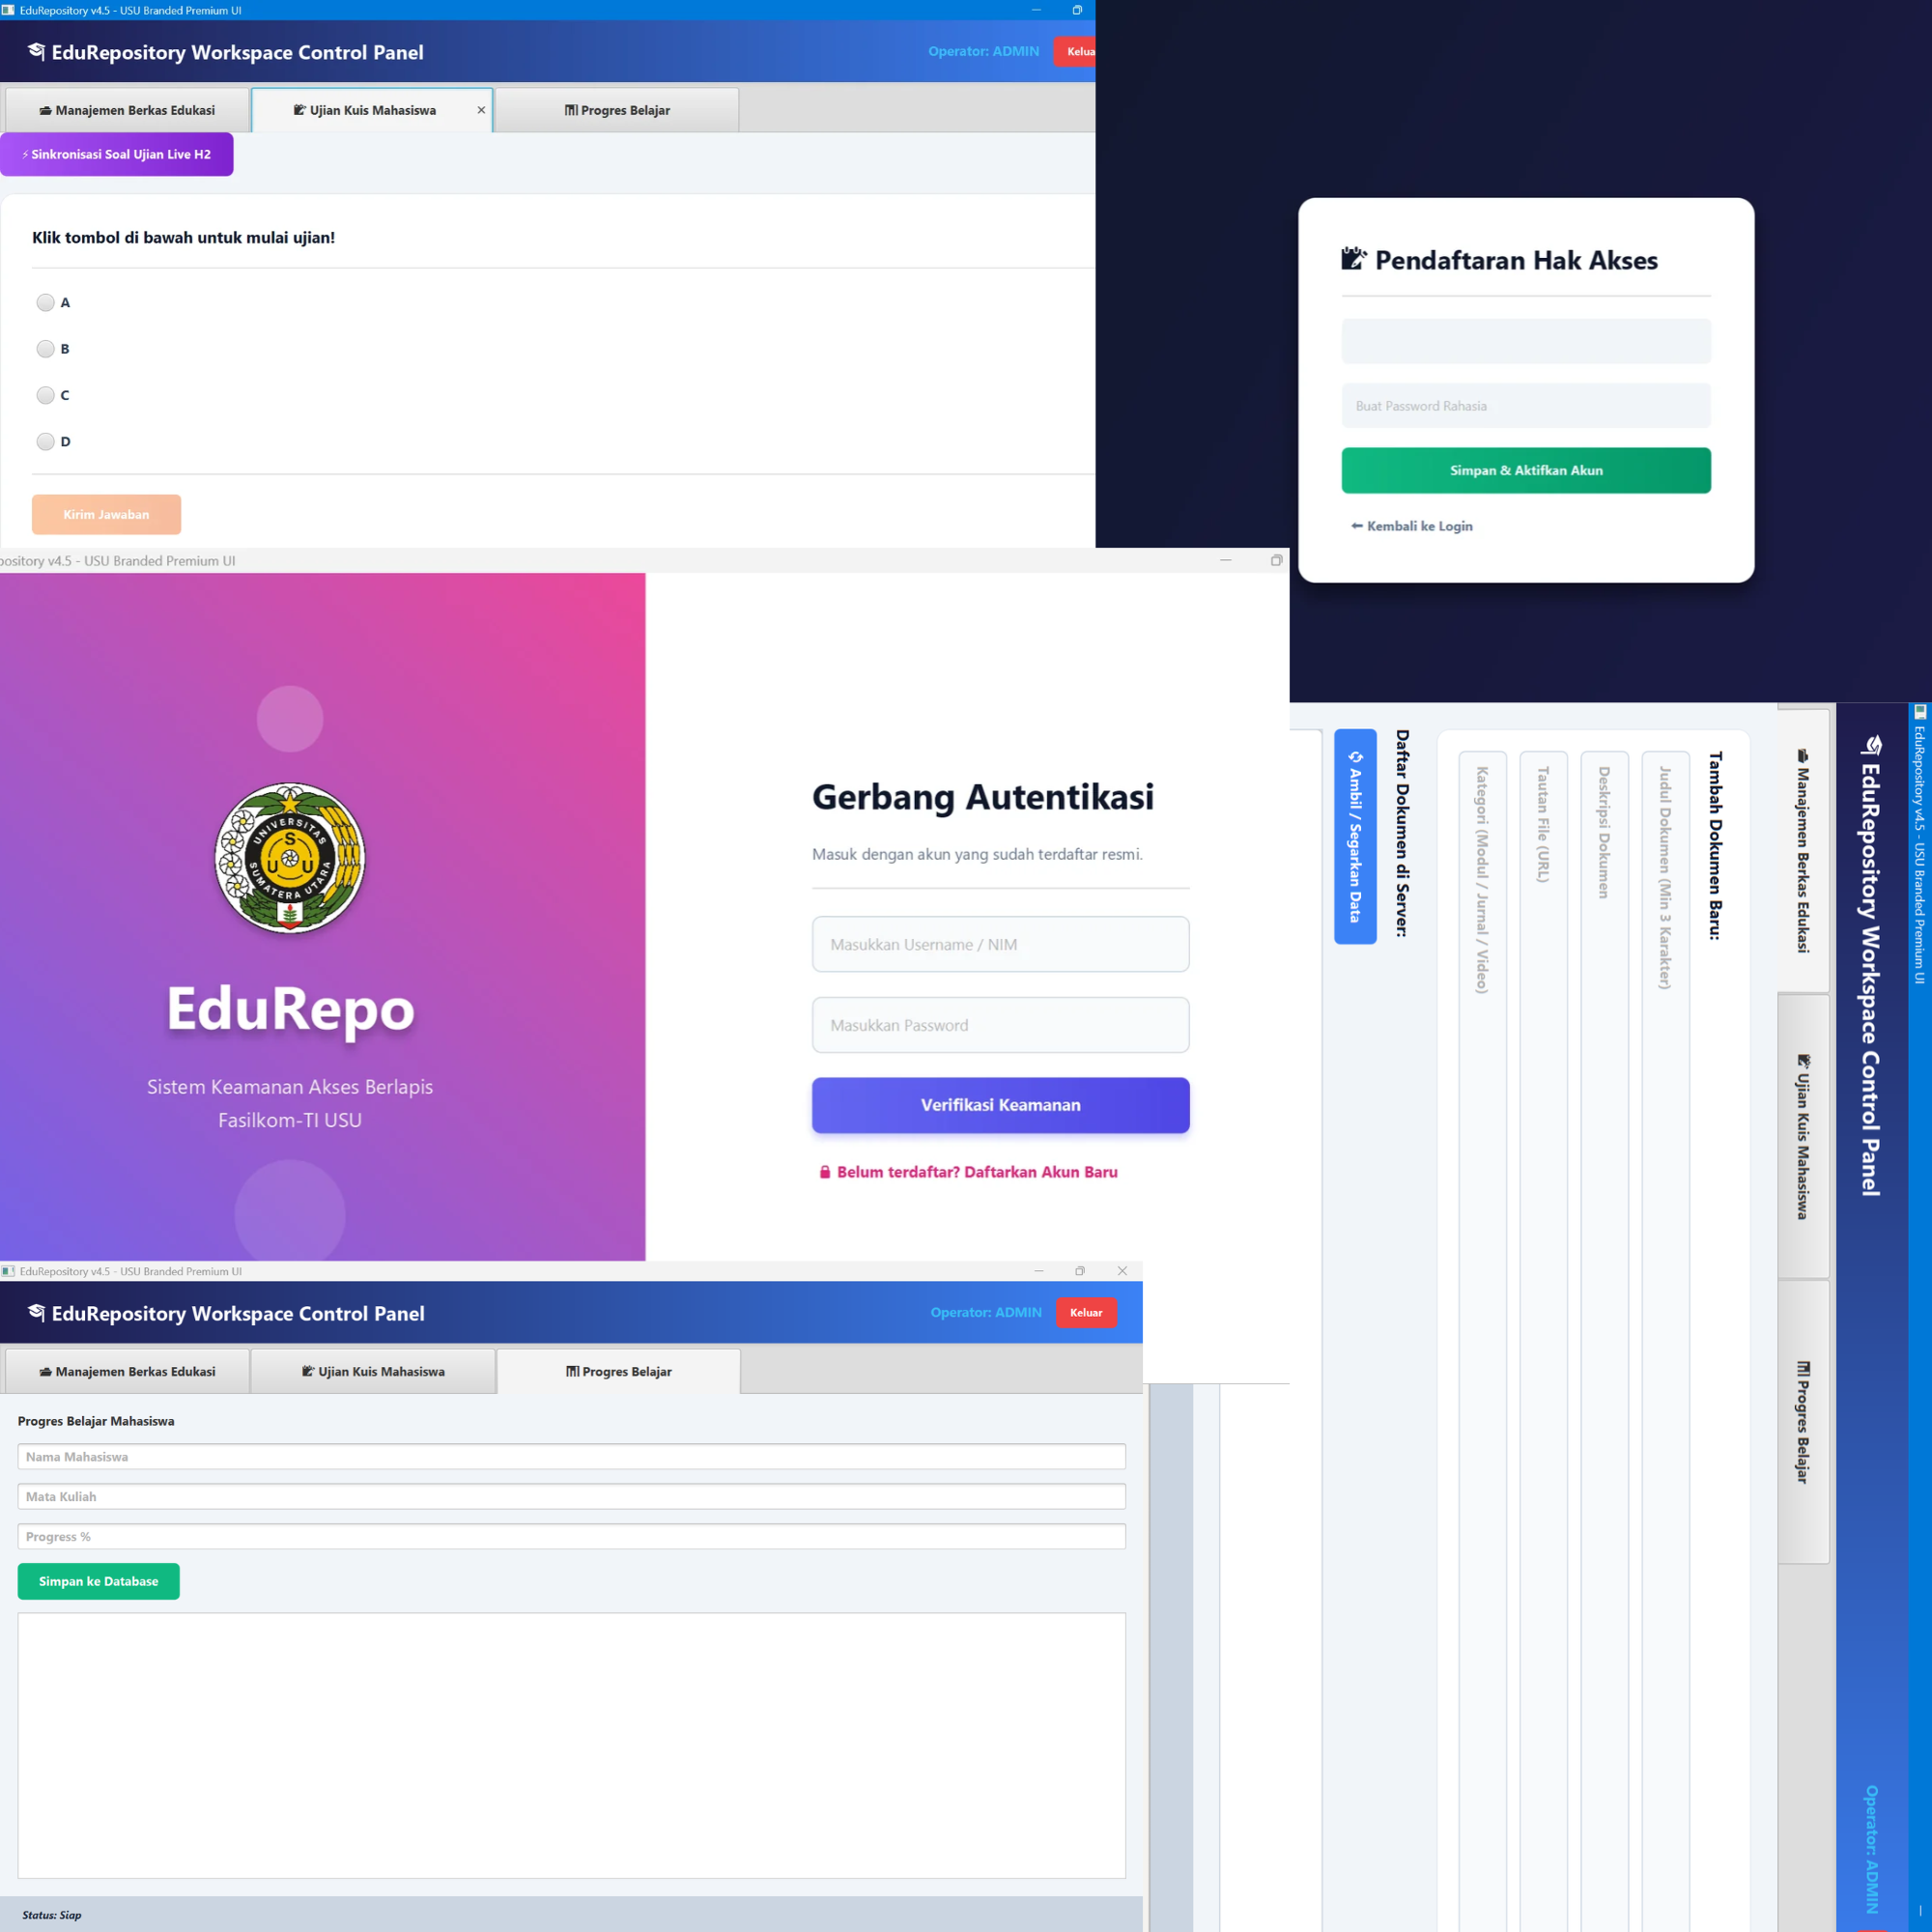 EduRepository v4.5 - USU Branded Premium UI
EduRepository Workspace Control Panel
Operator: ADMIN
Kelua
Manajemen Berkas Edukasi
Ujian Kuis Mahasiswa
Progres Belajar
Sinkronisasi Soal Ujian Live H2
Klik tombol di bawah untuk mulai ujian!
A
B
C
D
Kirim Jawaban
Pendaftaran Hak Akses
Buat Password Rahasia
Simpan & Aktifkan Akun
Kembali ke Login
pository v4.5 - USU Branded Premium UI
UNIVERSITAS
S
U U
SUMATERA UTARA
EduRepo
Sistem Keamanan Akses Berlapis
Fasilkom-TI USU
Gerbang Autentikasi
Masuk dengan akun yang sudah terdaftar resmi.
Masukkan Username / NIM
Masukkan Password
Verifikasi Keamanan
Belum terdaftar? Daftarkan Akun Baru
EduRepository v4.5 - USU Branded Premium UI
EduRepository Workspace Control Panel
Operator: ADMIN
Manajemen Berkas Edukasi
Ujian Kuis Mahasiswa
Progres Belajar
Tambah Dokumen Baru:
Judul Dokumen (Min 3 Karakter)
Deskripsi Dokumen
Tautan File (URL)
Kategori (Modul / Jurnal / Video)
Daftar Dokumen di Server:
Ambil / Segarkan Data
EduRepository v4.5 - USU Branded Premium UI
EduRepository Workspace Control Panel
Operator: ADMIN
Keluar
Manajemen Berkas Edukasi
Ujian Kuis Mahasiswa
Progres Belajar
Progres Belajar Mahasiswa
Nama Mahasiswa
Mata Kuliah
Progress %
Simpan ke Database
Status: Siap